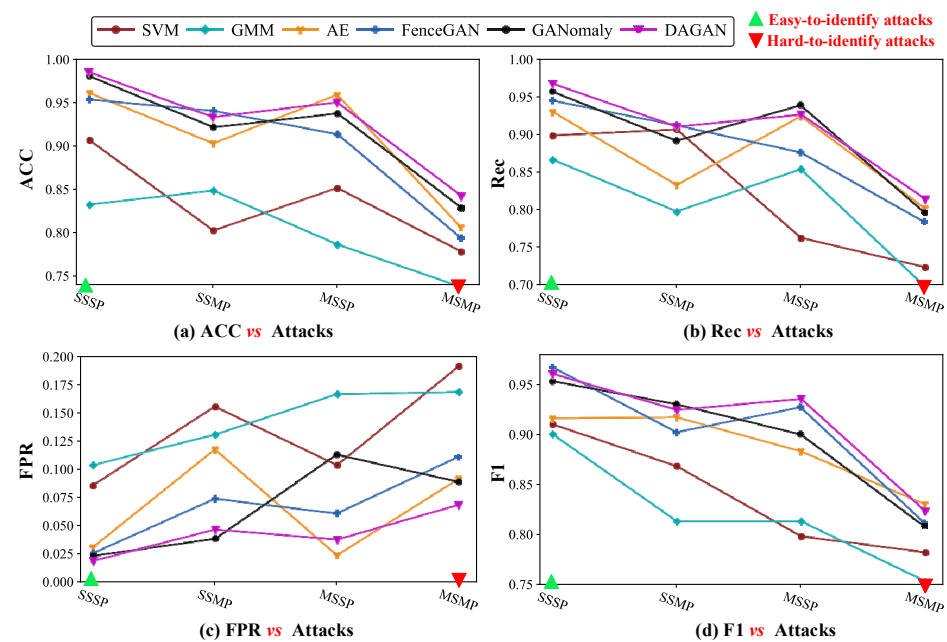 SVM GMM AE FenceGAN GANomaly DAGAN
Easy-to-identify attacks
Hard-to-identify attacks
1.00
0.95
0.90
0.85
0.80
0.75
ACC
SSSP SSMP MSSP MSMP
(a) ACC vs Attacks
1.00
0.95
0.90
0.85
0.80
0.75
0.70
Rec
SSSP SSMP MSSP MSMP
(b) Rec vs Attacks
0.200
0.175
0.150
0.125
0.100
0.075
0.050
0.025
0.000
FPR
SSSP SSMP MSSP MSMP
(c) FPR vs Attacks
0.95
0.90
0.85
0.80
0.75
F1
SSSP SSMP MSSP MSMP
(d) F1 vs Attacks